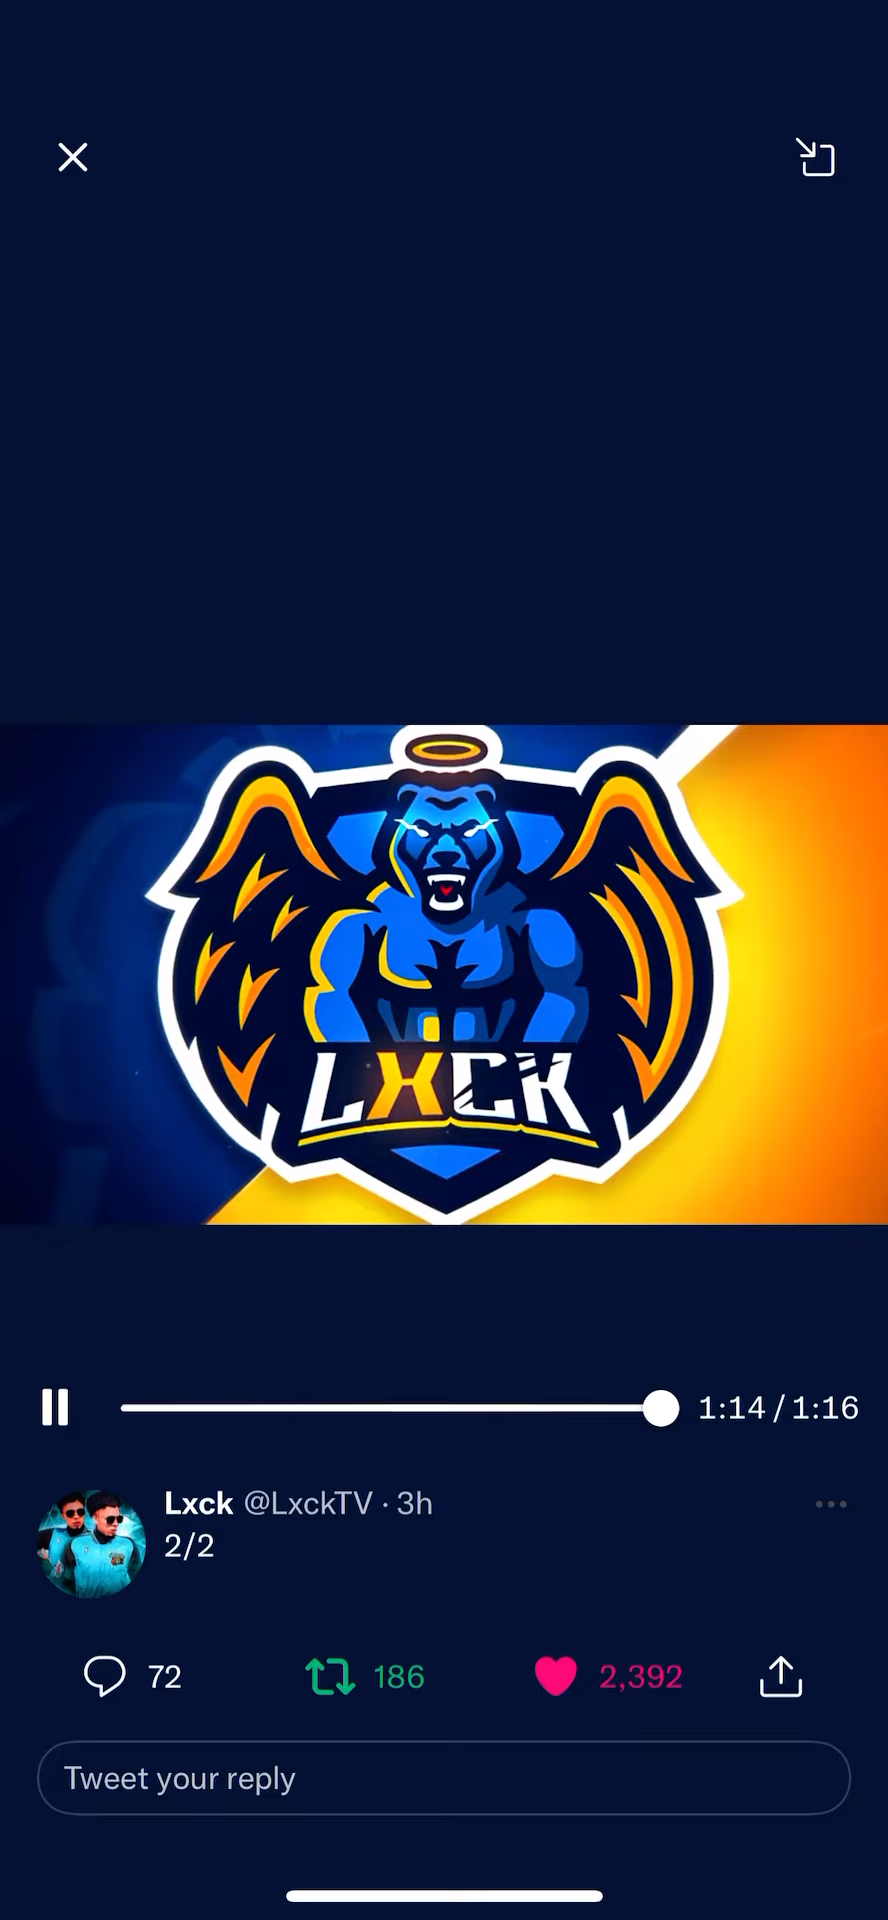 LXCK
1:14 / 1:16
Lxck @LxckTV · 3h
2/2
72 186 2,392
Tweet your reply